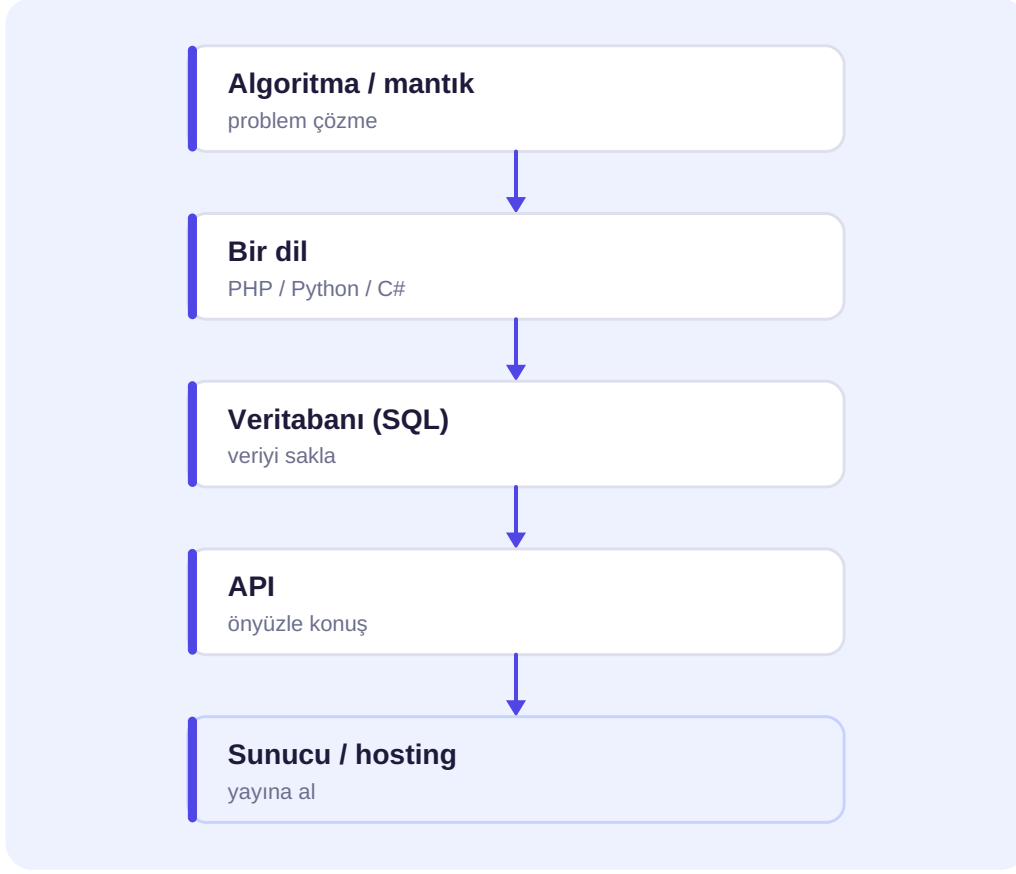 Algoritma / mantık
problem çözme
Bir dil
PHP / Python / C#
Veritabanı (SQL)
veriyi sakla
API
önyüzle konuş
Sunucu / hosting
yayına al